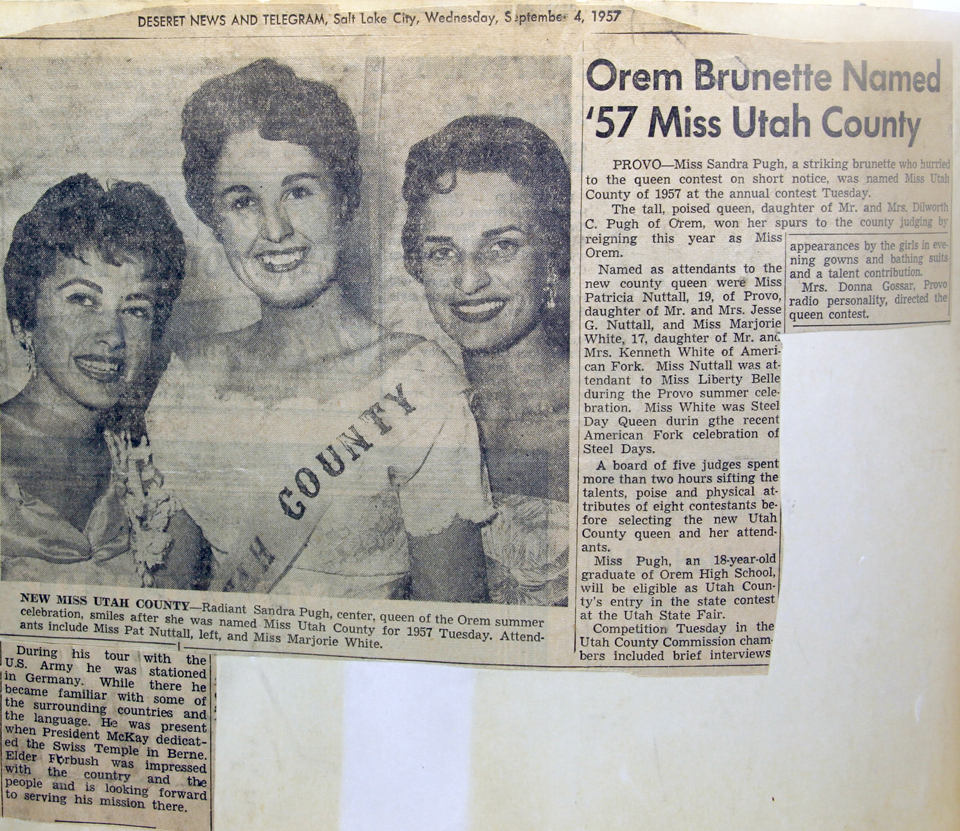 DESERET NEWS AND TELEGRAM, Salt Lake City, Wednesday, September 4, 1957
COUNTY
AH
NEW MISS UTAH COUNTY—Radiant Sandra Pugh, center, queen of the Orem summer
celebration, smiles after she was named Miss Utah County for 1957 Tuesday. Attend-
ants include Miss Pat Nuttall, left, and Miss Marjorie White.
Orem Brunette Named
'57 Miss Utah County
PROVO—Miss Sandra Pugh, a striking brunette who hurried
to the queen contest on short notice, was named Miss Utah
County of 1957 at the annual contest Tuesday.
The tall, poised queen, daughter of Mr. and Mrs. Dilworth
C. Pugh of Orem, won her spurs to the county judging by
reigning this year as Miss
Orem.
Named as attendants to the
new county queen were Miss
Patricia Nuttall, 19, of Provo,
daughter of Mr. and Mrs. Jesse
G. Nuttall, and Miss Marjorie
White, 17, daughter of Mr. and
Mrs. Kenneth White of Ameri-
can Fork. Miss Nuttall was at-
tendant to Miss Liberty Belle
during the Provo summer cele-
bration. Miss White was Steel
Day Queen durin gthe recent
American Fork celebration of
Steel Days.
A board of five judges spent
more than two hours sifting the
talents, poise and physical at-
tributes of eight contestants be-
fore selecting the new Utah
County queen and her attend-
ants.
Miss Pugh, an 18-year-old
graduate of Orem High School,
will be eligible as Utah Coun-
ty's entry in the state contest
at the Utah State Fair.
Competition Tuesday in the
Utah County Commission cham-
bers included brief interviews
appearances by the girls in eve-
ning gowns and bathing suits
and a talent contribution.
Mrs. Donna Gossar, Provo
radio personality, directed the
queen contest.
During his tour with the
U.S. Army he was stationed
in Germany. While there he
became familiar with some of
the surrounding countries and
the language. He was present
when President McKay dedicat-
ed the Swiss Temple in Berne.
Elder Forbush was impressed
with the country and the
people and is looking forward
to serving his mission there.